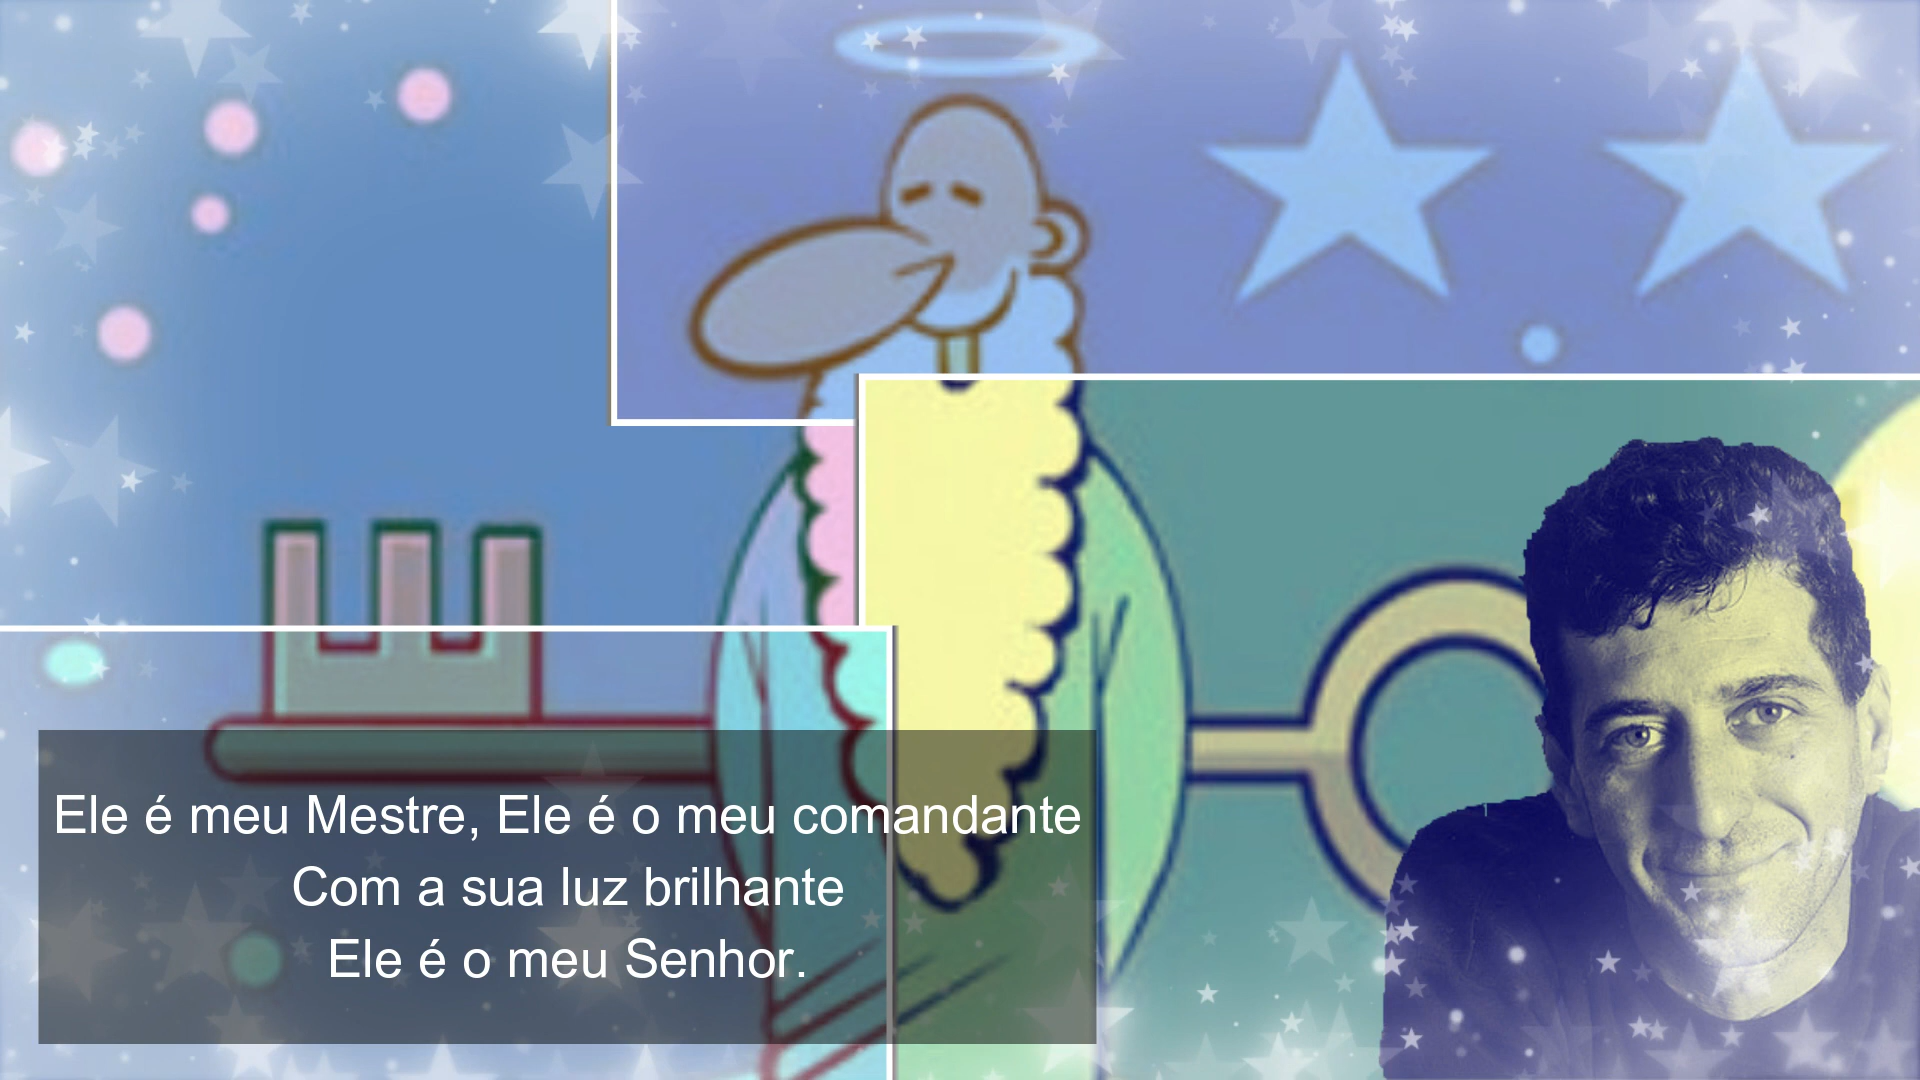 Ele é meu Mestre, Ele é o meu comandante
Com a sua luz brilhante
Ele é o meu Senhor.